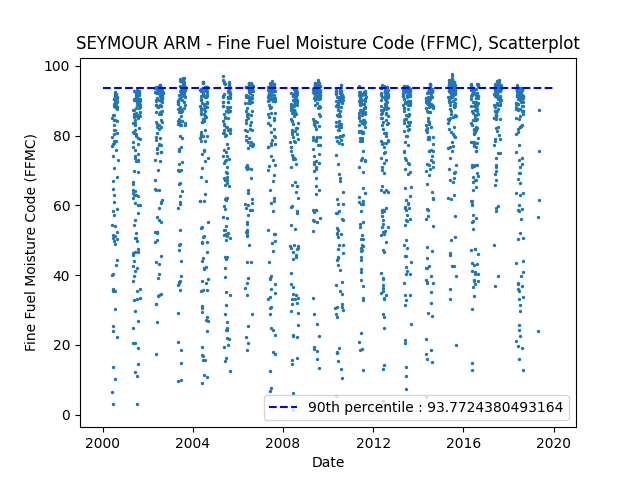 SEYMOUR ARM - Fine Fuel Moisture Code (FFMC), Scatterplot
Fine Fuel Moisture Code (FFMC)
100
80
60
40
20
0
90th percentile : 93.7724380493164
2000 2004 2008 2012 2016 2020
Date